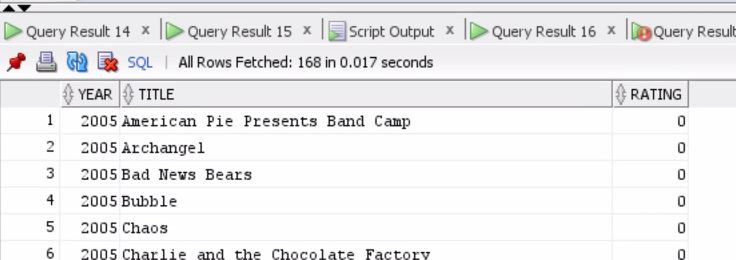 Query Result 14 x Query Result 15 x Script Output x Query Result 16 x Query Result
SQL | All Rows Fetched: 168 in 0.017 seconds
YEAR TITLE RATING
1 2005 American Pie Presents Band Camp 0
2 2005 Archangel 0
3 2005 Bad News Bears 0
4 2005 Bubble 0
5 2005 Chaos 0
6 2005 Charlie and the Chocolate Factory 0